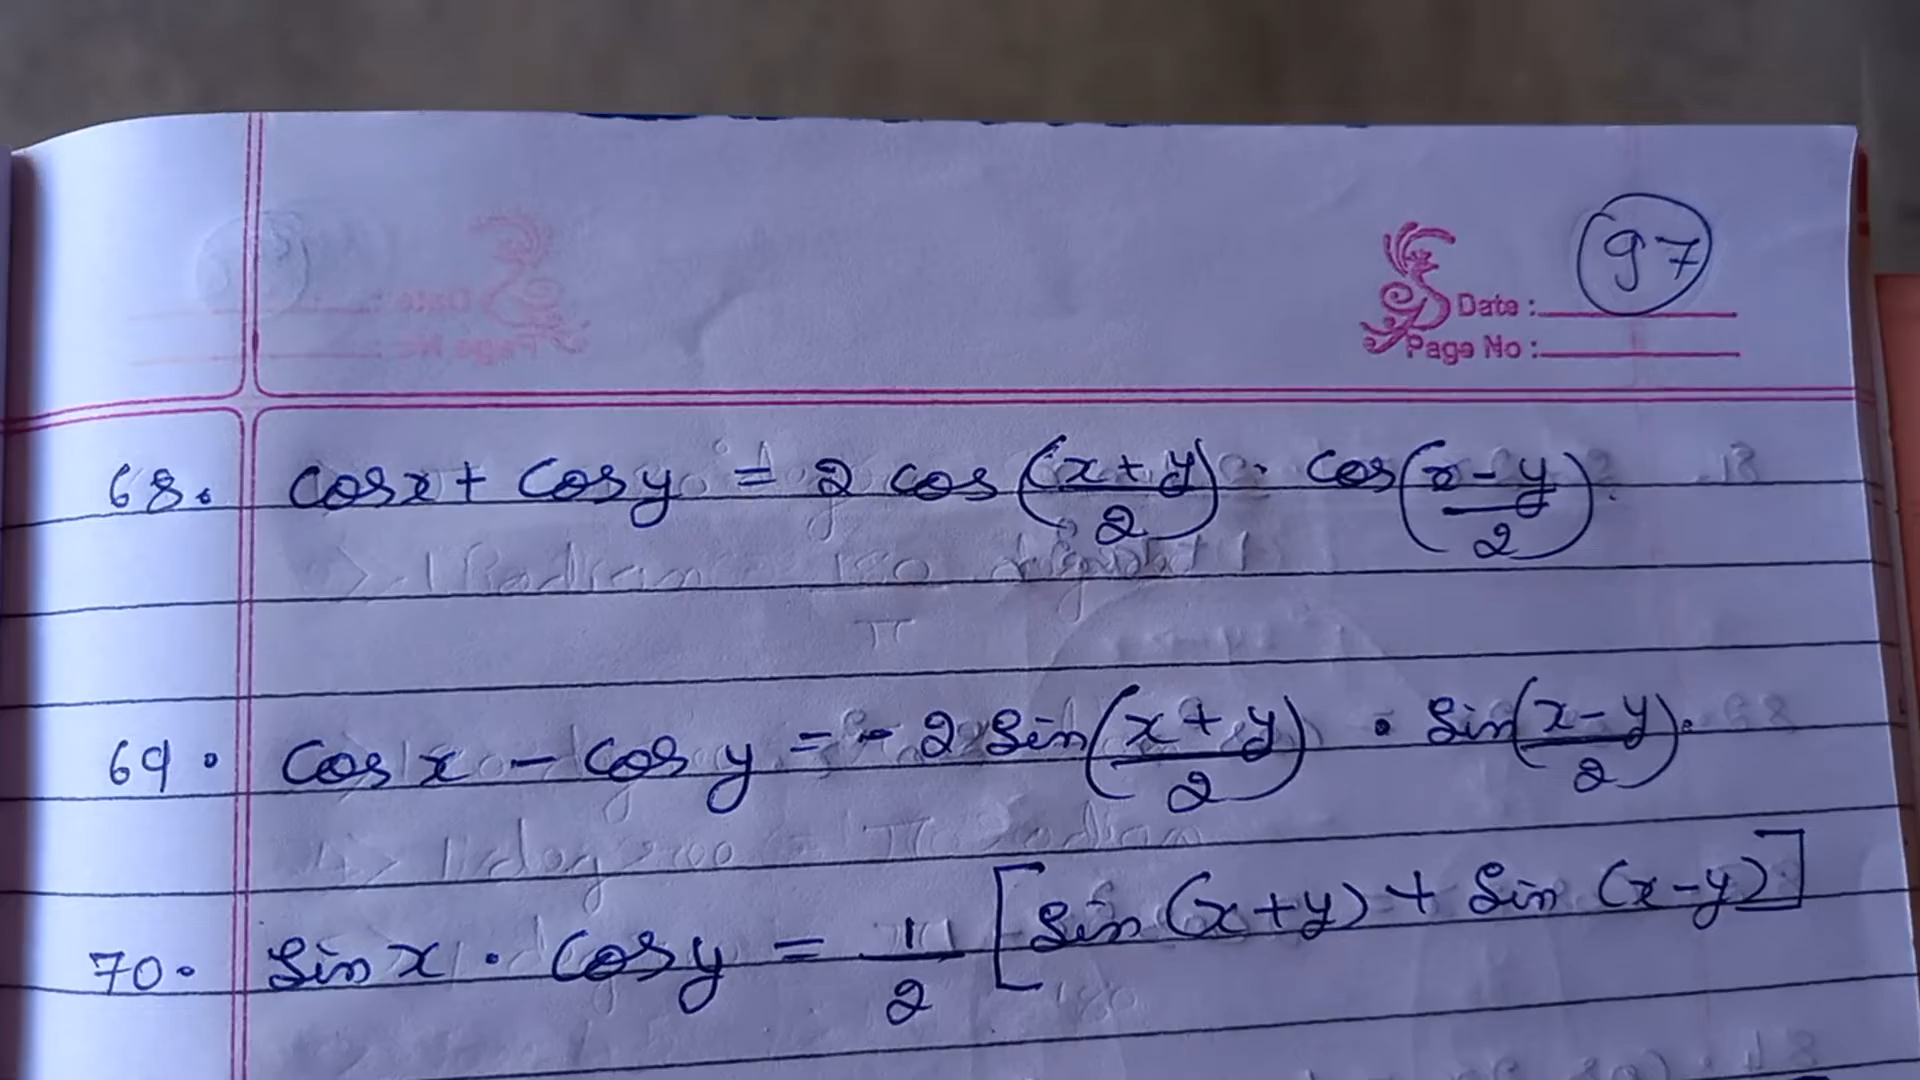 97
Date :
Page No :
68. cosx + cosy = 2 cos((x+y)/2) · cos((x-y)/2).
69. cos x - cos y = - 2 sin((x+y)/2) · sin((x-y)/2).
70. sin x · cos y = 1/2 [sin (x+y) + sin (x-y)]